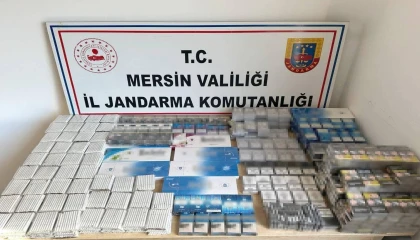 T.C.
MERSİN VALİLİĞİ
İL JANDARMA KOMUTANLIĞI